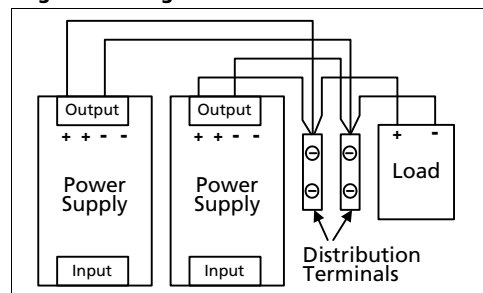 Output
+ + - -
Power
Supply
Input
Output
+ + - -
Power
Supply
Input
+ -
Load
Distribution
Terminals